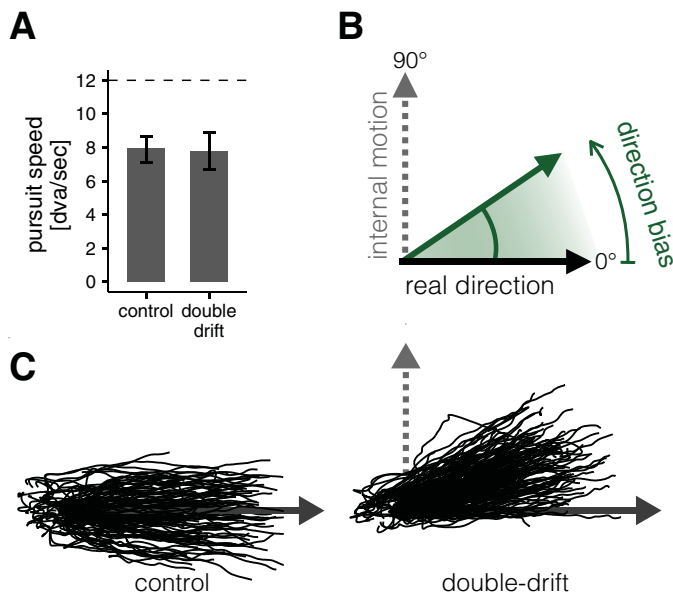 A
pursuit speed
[dva/sec]
12
10
8
6
4
2
0
control
double
drift
B
90°
internal motion
direction bias
0°
real direction
C
control
double-drift